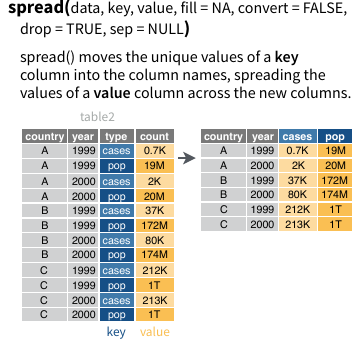 spread(data, key, value, fill = NA, convert = FALSE,
drop = TRUE, sep = NULL)
spread() moves the unique values of a key
column into the column names, spreading the
values of a value column across the new columns.
table2
country year type count
A 1999 cases 0.7K
A 1999 pop 19M
A 2000 cases 2K
A 2000 pop 20M
B 1999 cases 37K
B 1999 pop 172M
B 2000 cases 80K
B 2000 pop 174M
C 1999 cases 212K
C 1999 pop 1T
C 2000 cases 213K
C 2000 pop 1T
key value
country year cases pop
A 1999 0.7K 19M
A 2000 2K 20M
B 1999 37K 172M
B 2000 80K 174M
C 1999 212K 1T
C 2000 213K 1T